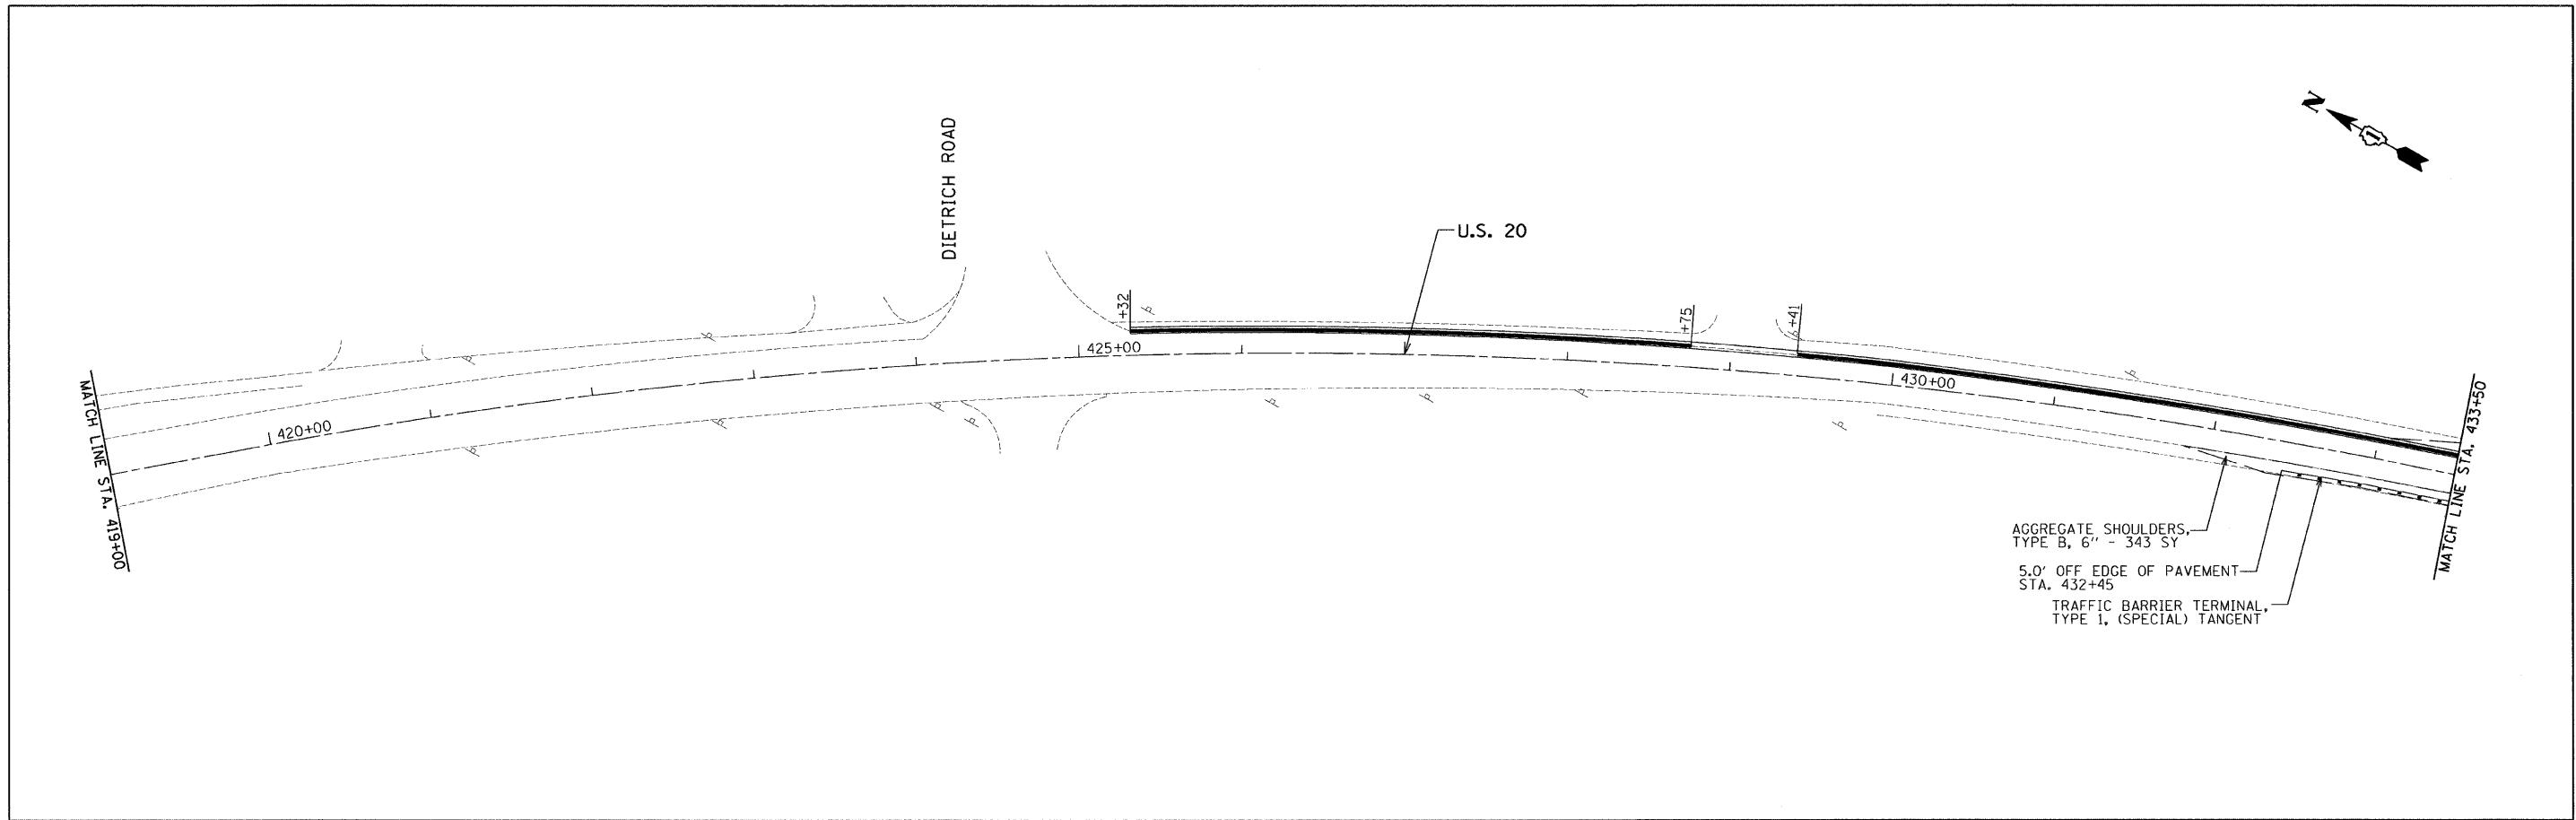 N
DIETRICH ROAD
U.S. 20
+32
+75
+41
425+00
430+00
420+00
MATCH LINE STA. 419+00
MATCH LINE STA. 433+50
AGGREGATE SHOULDERS,
TYPE B, 6" - 343 SY
5.0' OFF EDGE OF PAVEMENT
STA. 432+45
TRAFFIC BARRIER TERMINAL,
TYPE 1, (SPECIAL) TANGENT